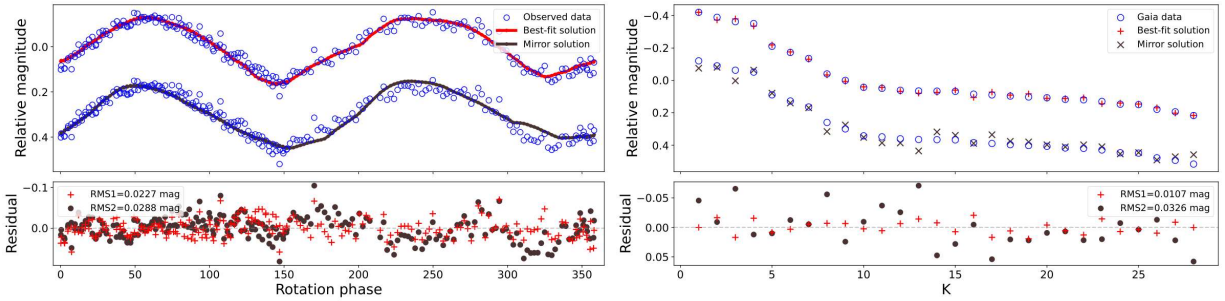 Relative magnitude
0.0
0.2
0.4
Observed data
Best-fit solution
Mirror solution
Residual
−0.1
0.0
RMS1=0.0227 mag
RMS2=0.0288 mag
0 50 100 150 200 250 300 350
Rotation phase
Relative magnitude
−0.4
−0.2
0.0
0.2
0.4
Gaia data
Best-fit solution
Mirror solution
Residual
−0.05
0.00
0.05
RMS1=0.0107 mag
RMS2=0.0326 mag
0 5 10 15 20 25
K